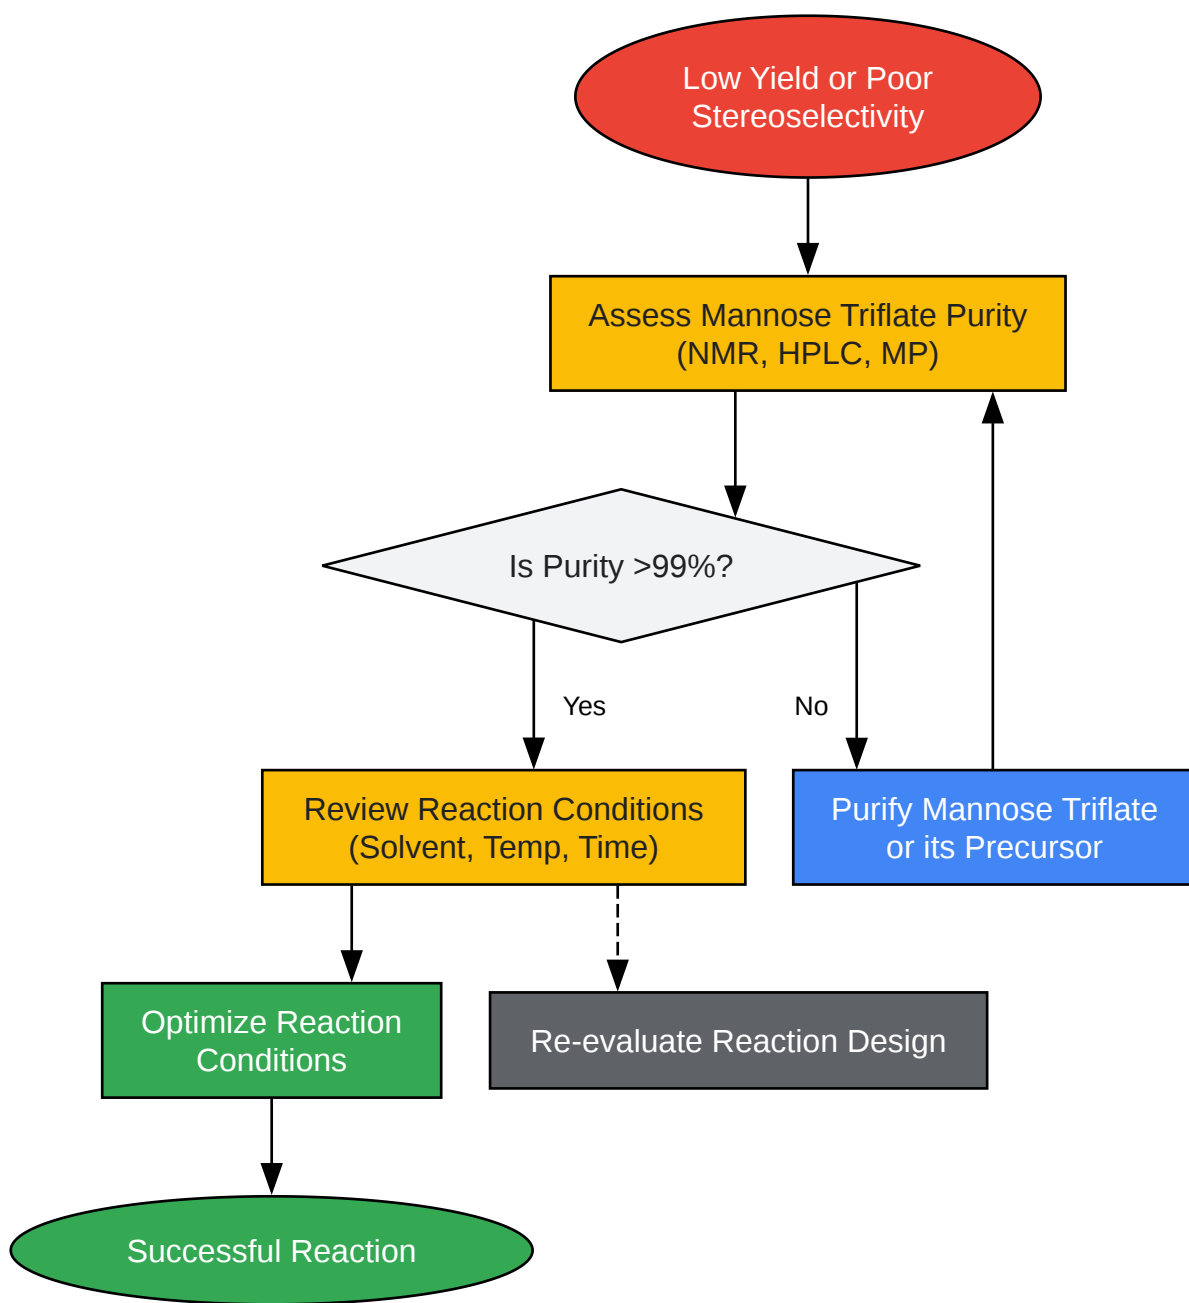 Low Yield or Poor
Stereoselectivity
Assess Mannose Triflate Purity
(NMR, HPLC, MP)
Is Purity >99%?
Yes
No
Review Reaction Conditions
(Solvent, Temp, Time)
Purify Mannose Triflate
or its Precursor
Optimize Reaction
Conditions
Re-evaluate Reaction Design
Successful Reaction